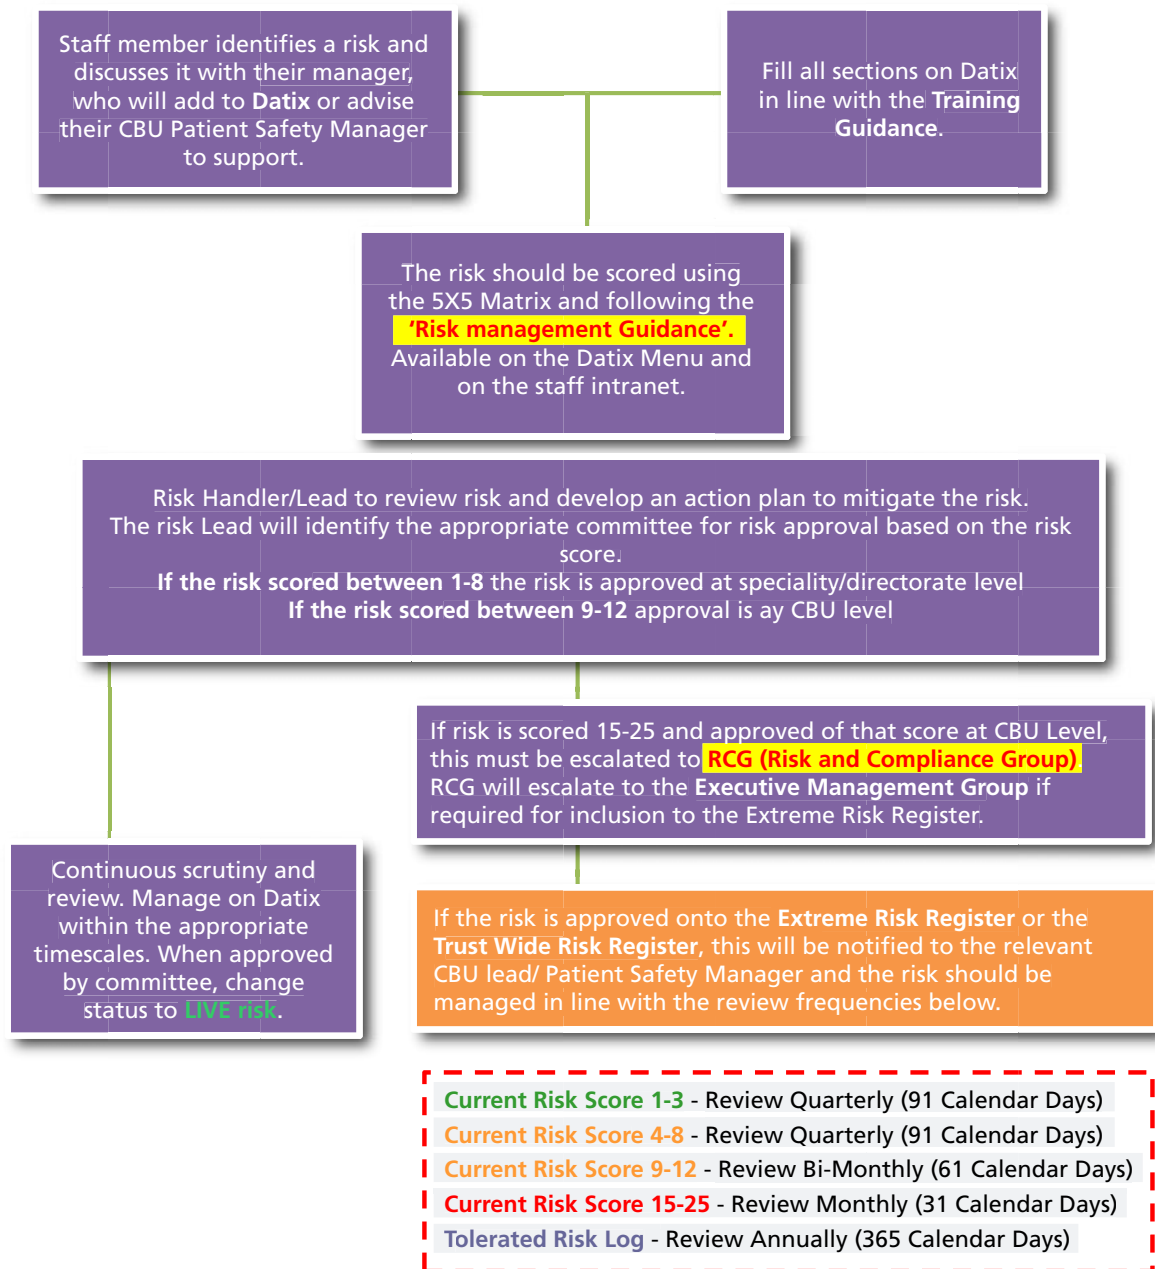 Staff member identifies a risk and
discusses it with their manager,
who will add to Datix or advise
their CBU Patient Safety Manager
to support.
Fill all sections on Datix
in line with the Training
Guidance.
The risk should be scored using
the 5X5 Matrix and following the
‘Risk management Guidance’.
Available on the Datix Menu and
on the staff intranet.
Risk Handler/Lead to review risk and develop an action plan to mitigate the risk.
The risk Lead will identify the appropriate committee for risk approval based on the risk
score.
If the risk scored between 1-8 the risk is approved at speciality/directorate level
If the risk scored between 9-12 approval is ay CBU level
If risk is scored 15-25 and approved of that score at CBU Level,
this must be escalated to RCG (Risk and Compliance Group)
RCG will escalate to the Executive Management Group if
required for inclusion to the Extreme Risk Register.
Continuous scrutiny and
review. Manage on Datix
within the appropriate
timescales. When approved
by committee, change
status to LIVE risk.
If the risk is approved onto the Extreme Risk Register or the
Trust Wide Risk Register, this will be notified to the relevant
CBU lead/ Patient Safety Manager and the risk should be
managed in line with the review frequencies below.
Current Risk Score 1-3 - Review Quarterly (91 Calendar Days)
Current Risk Score 4-8 - Review Quarterly (91 Calendar Days)
Current Risk Score 9-12 - Review Bi-Monthly (61 Calendar Days)
Current Risk Score 15-25 - Review Monthly (31 Calendar Days)
Tolerated Risk Log - Review Annually (365 Calendar Days)